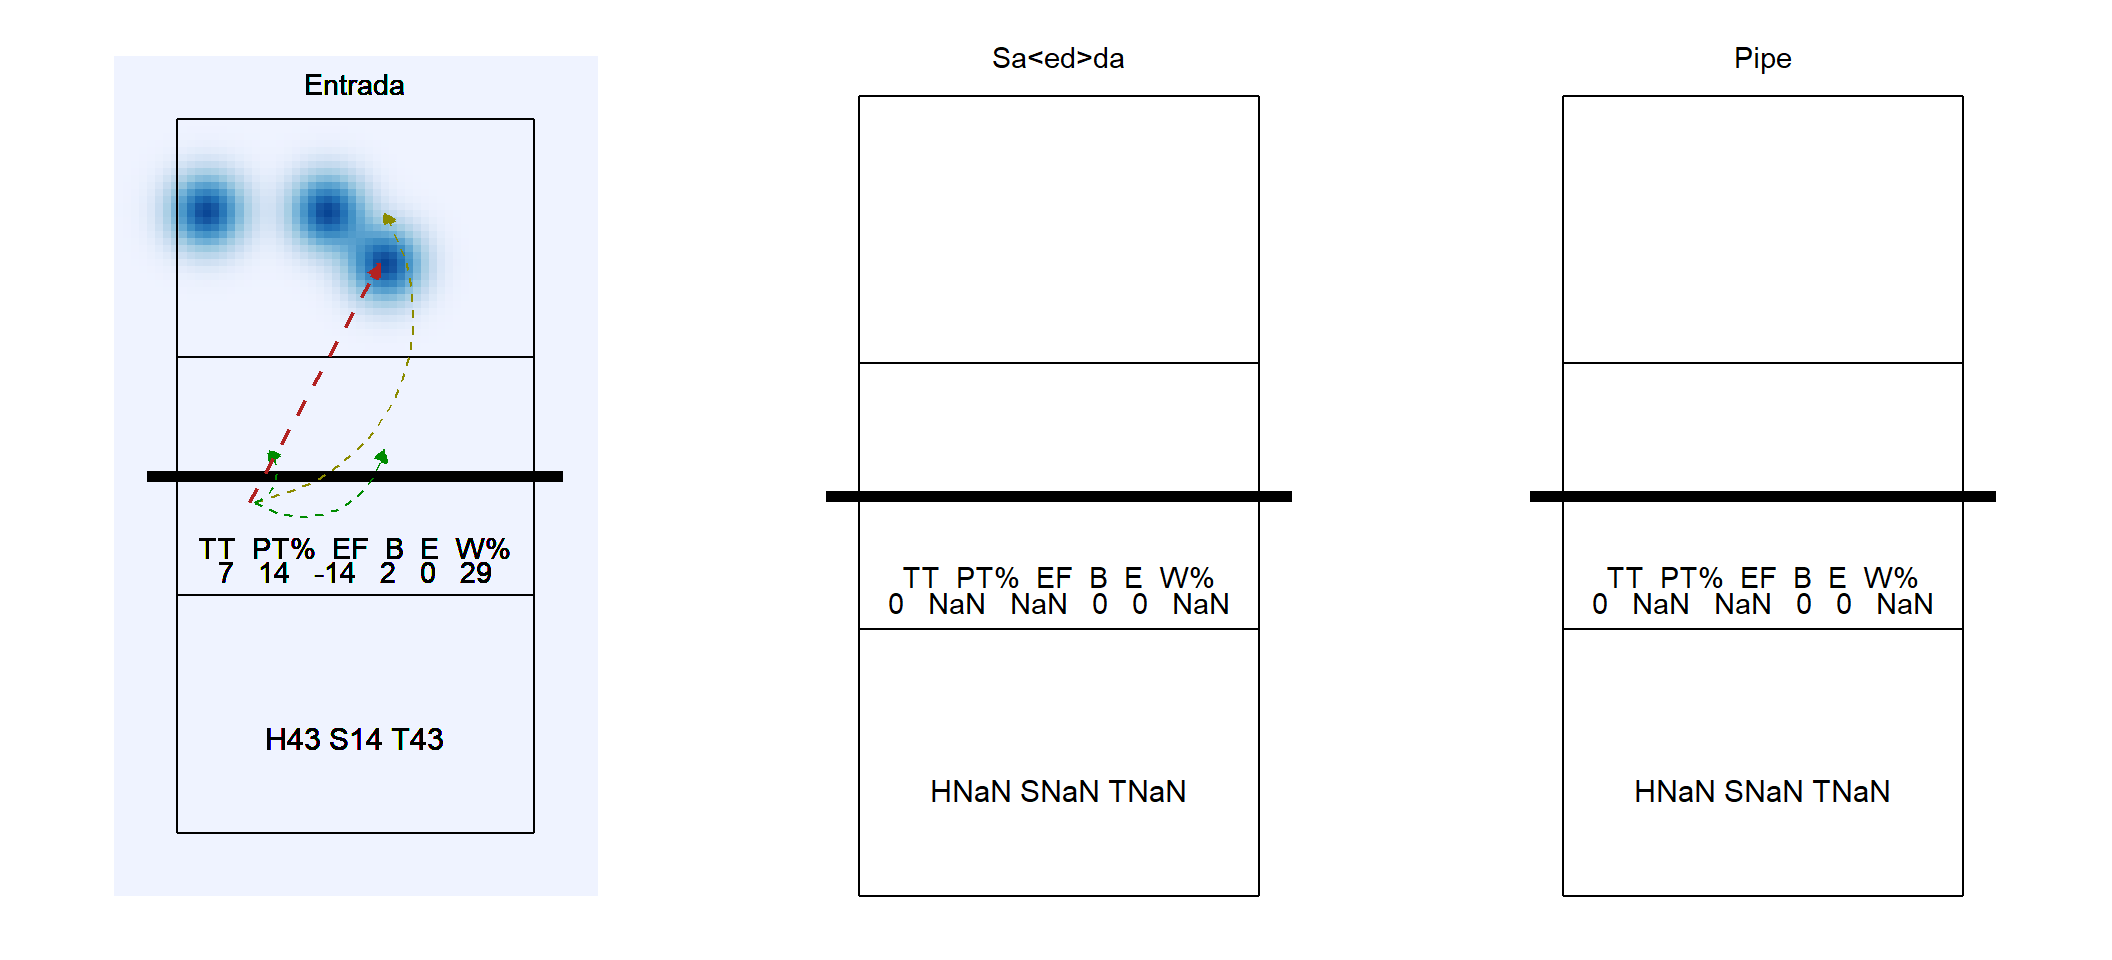 Entrada
TT PT% EF B E W%
7 14 -14 2 0 29
H43 S14 T43
Sa<ed>da
TT PT% EF B E W%
0 NaN NaN 0 0 NaN
HNaN SNaN TNaN
Pipe
TT PT% EF B E W%
0 NaN NaN 0 0 NaN
HNaN SNaN TNaN